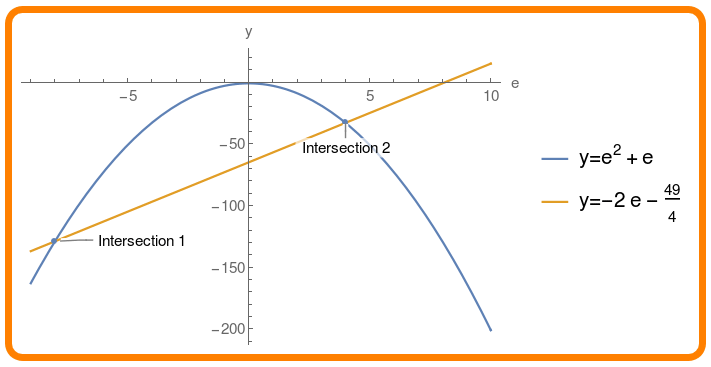 y
e
−5
5
10
−50
−100
−150
−200
Intersection 2
Intersection 1
y=e² + e
y=−2 e − 49/4